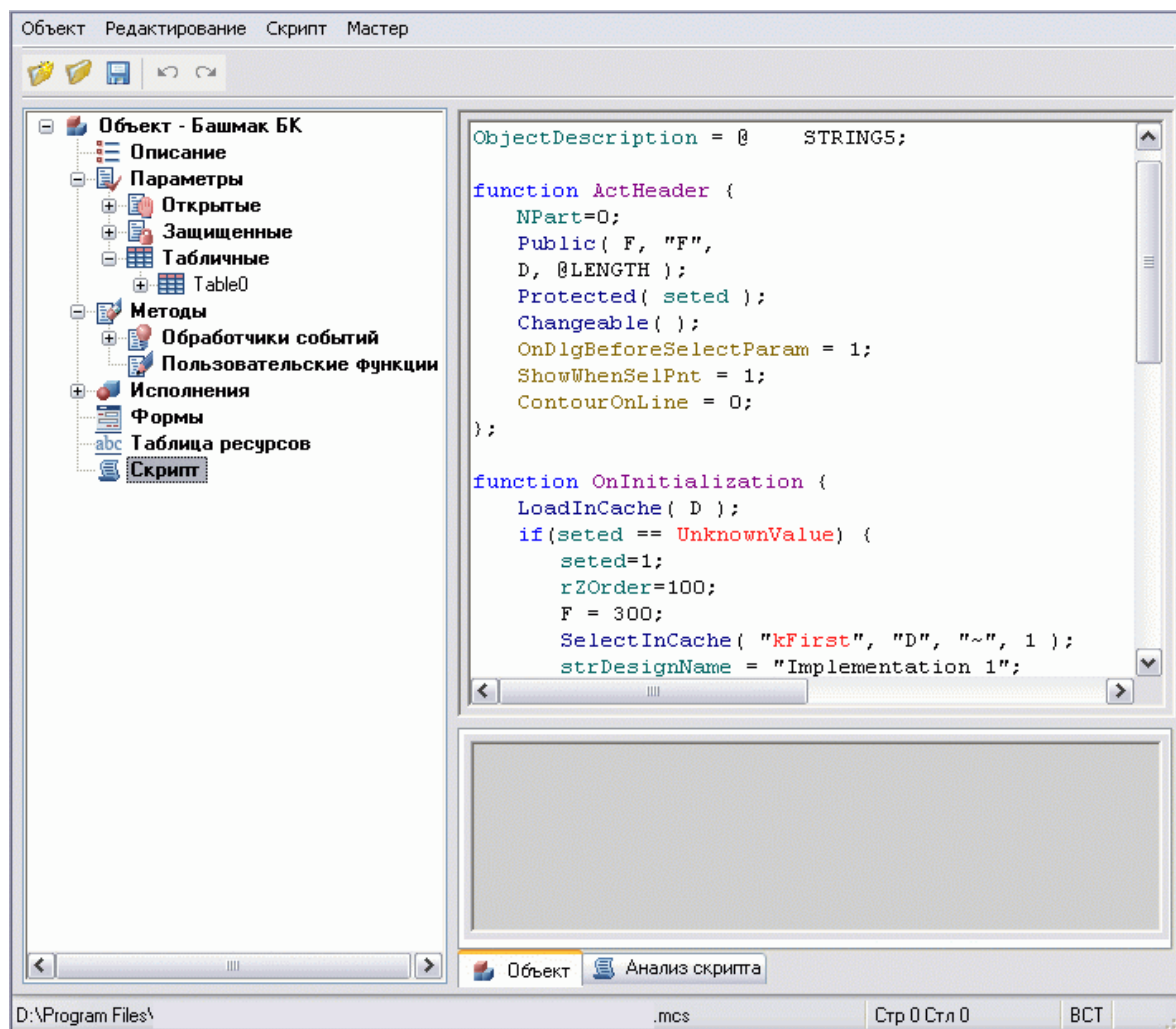 Объект Редактирование Скрипт Мастер
Объект - Башмак БК
Описание
Параметры
Открытые
Защищенные
Табличные
Table0
Методы
Обработчики событий
Пользовательские функции
Исполнения
Формы
abc Таблица ресурсов
Скрипт
ObjectDescription = @ STRING5;
function ActHeader {
NPart=0;
Public( F, "F",
D, @LENGTH );
Protected( seted );
Changeable( );
OnDlgBeforeSelectParam = 1;
ShowWhenSelPnt = 1;
ContourOnLine = 0;
};
function OnInitialization {
LoadInCache( D );
if(seted == UnknownValue) {
seted=1;
rZOrder=100;
F = 300;
SelectInCache( "kFirst", "D", "~", 1 );
strDesignName = "Implementation 1";
Объект Анализ скрипта
D:\Program Files\ .mcs Стр 0 Стл 0 ВСТ